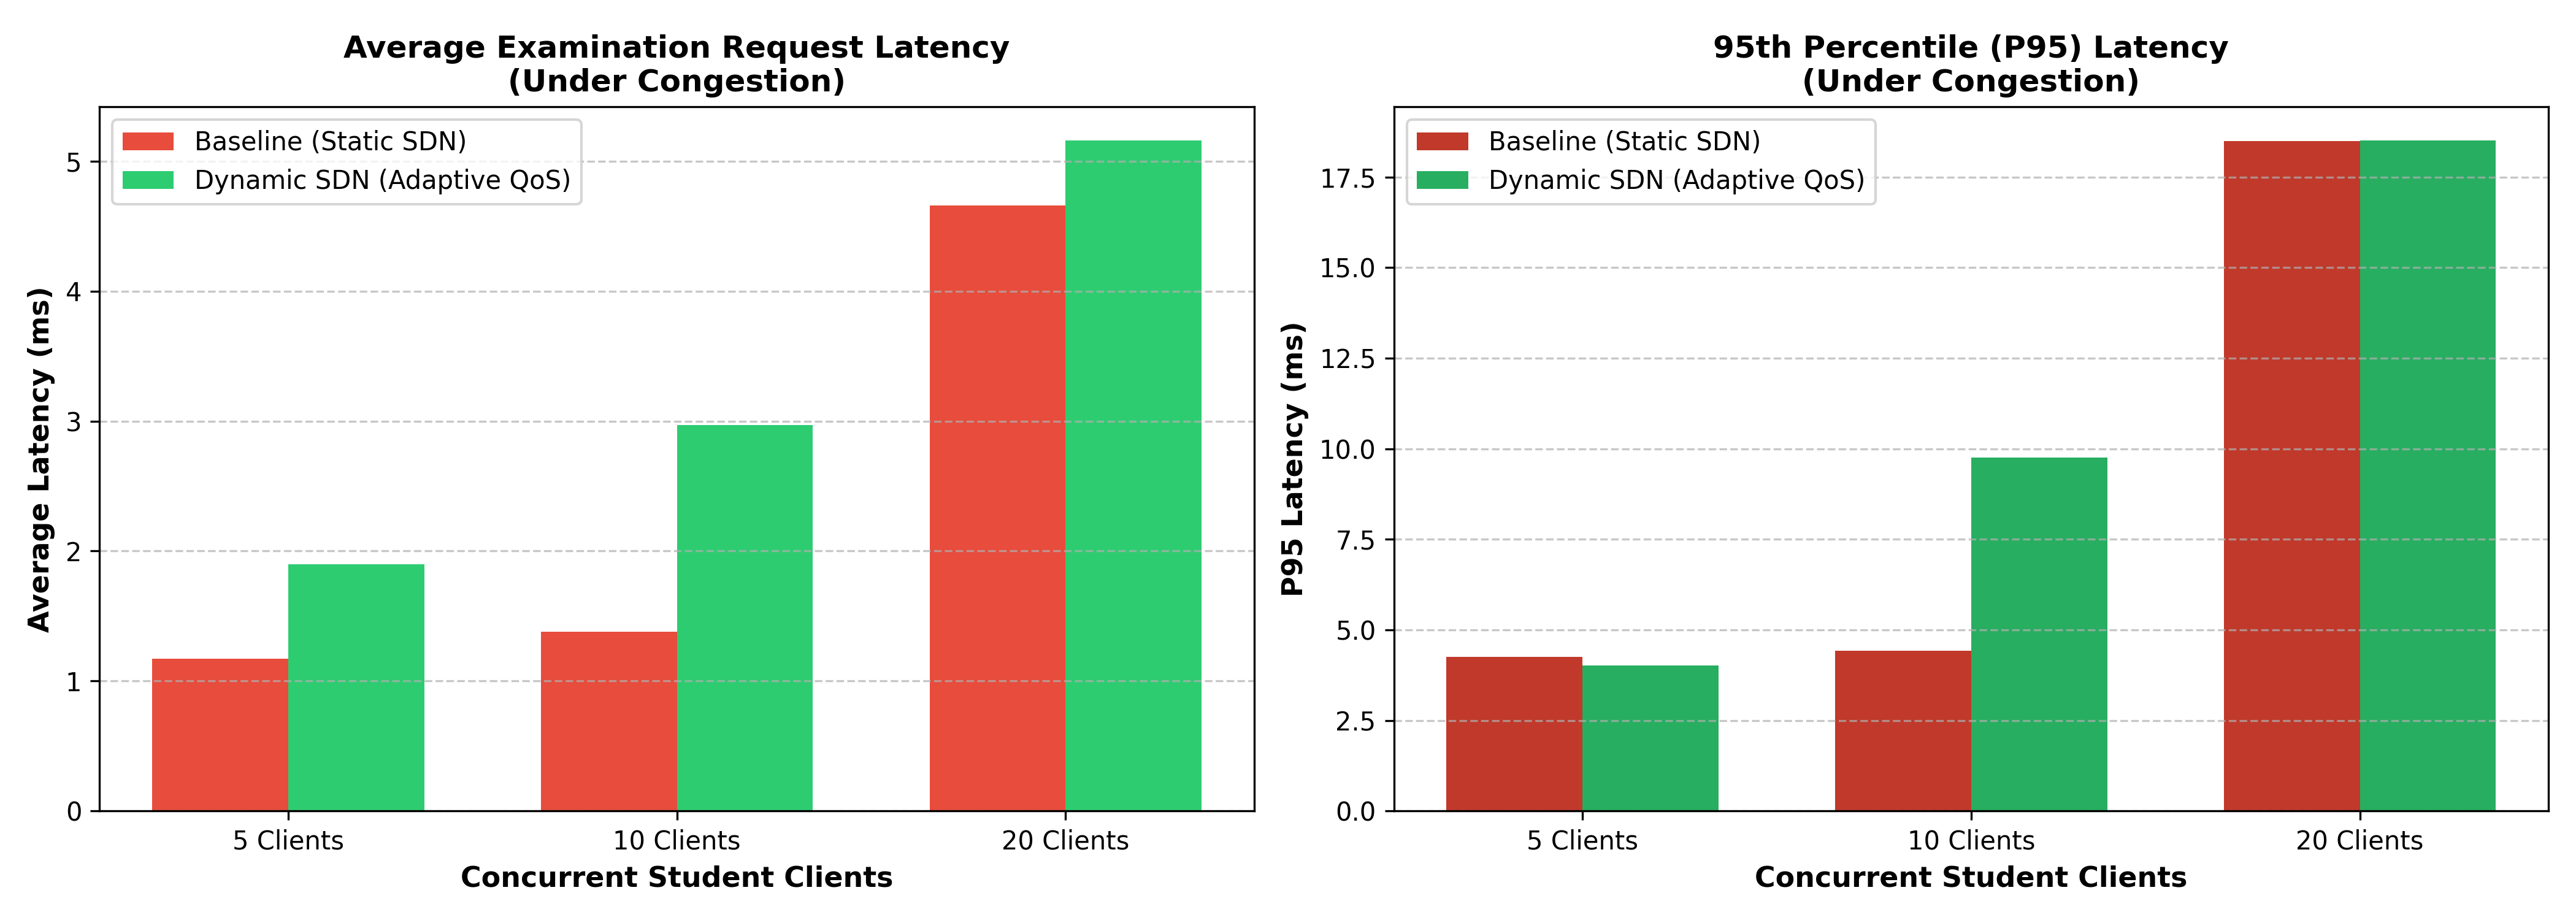 Average Examination Request Latency
(Under Congestion)
Baseline (Static SDN)
Dynamic SDN (Adaptive QoS)
Average Latency (ms)
5
4
3
2
1
0
5 Clients
10 Clients
20 Clients
Concurrent Student Clients
95th Percentile (P95) Latency
(Under Congestion)
Baseline (Static SDN)
Dynamic SDN (Adaptive QoS)
P95 Latency (ms)
17.5
15.0
12.5
10.0
7.5
5.0
2.5
0.0
5 Clients
10 Clients
20 Clients
Concurrent Student Clients